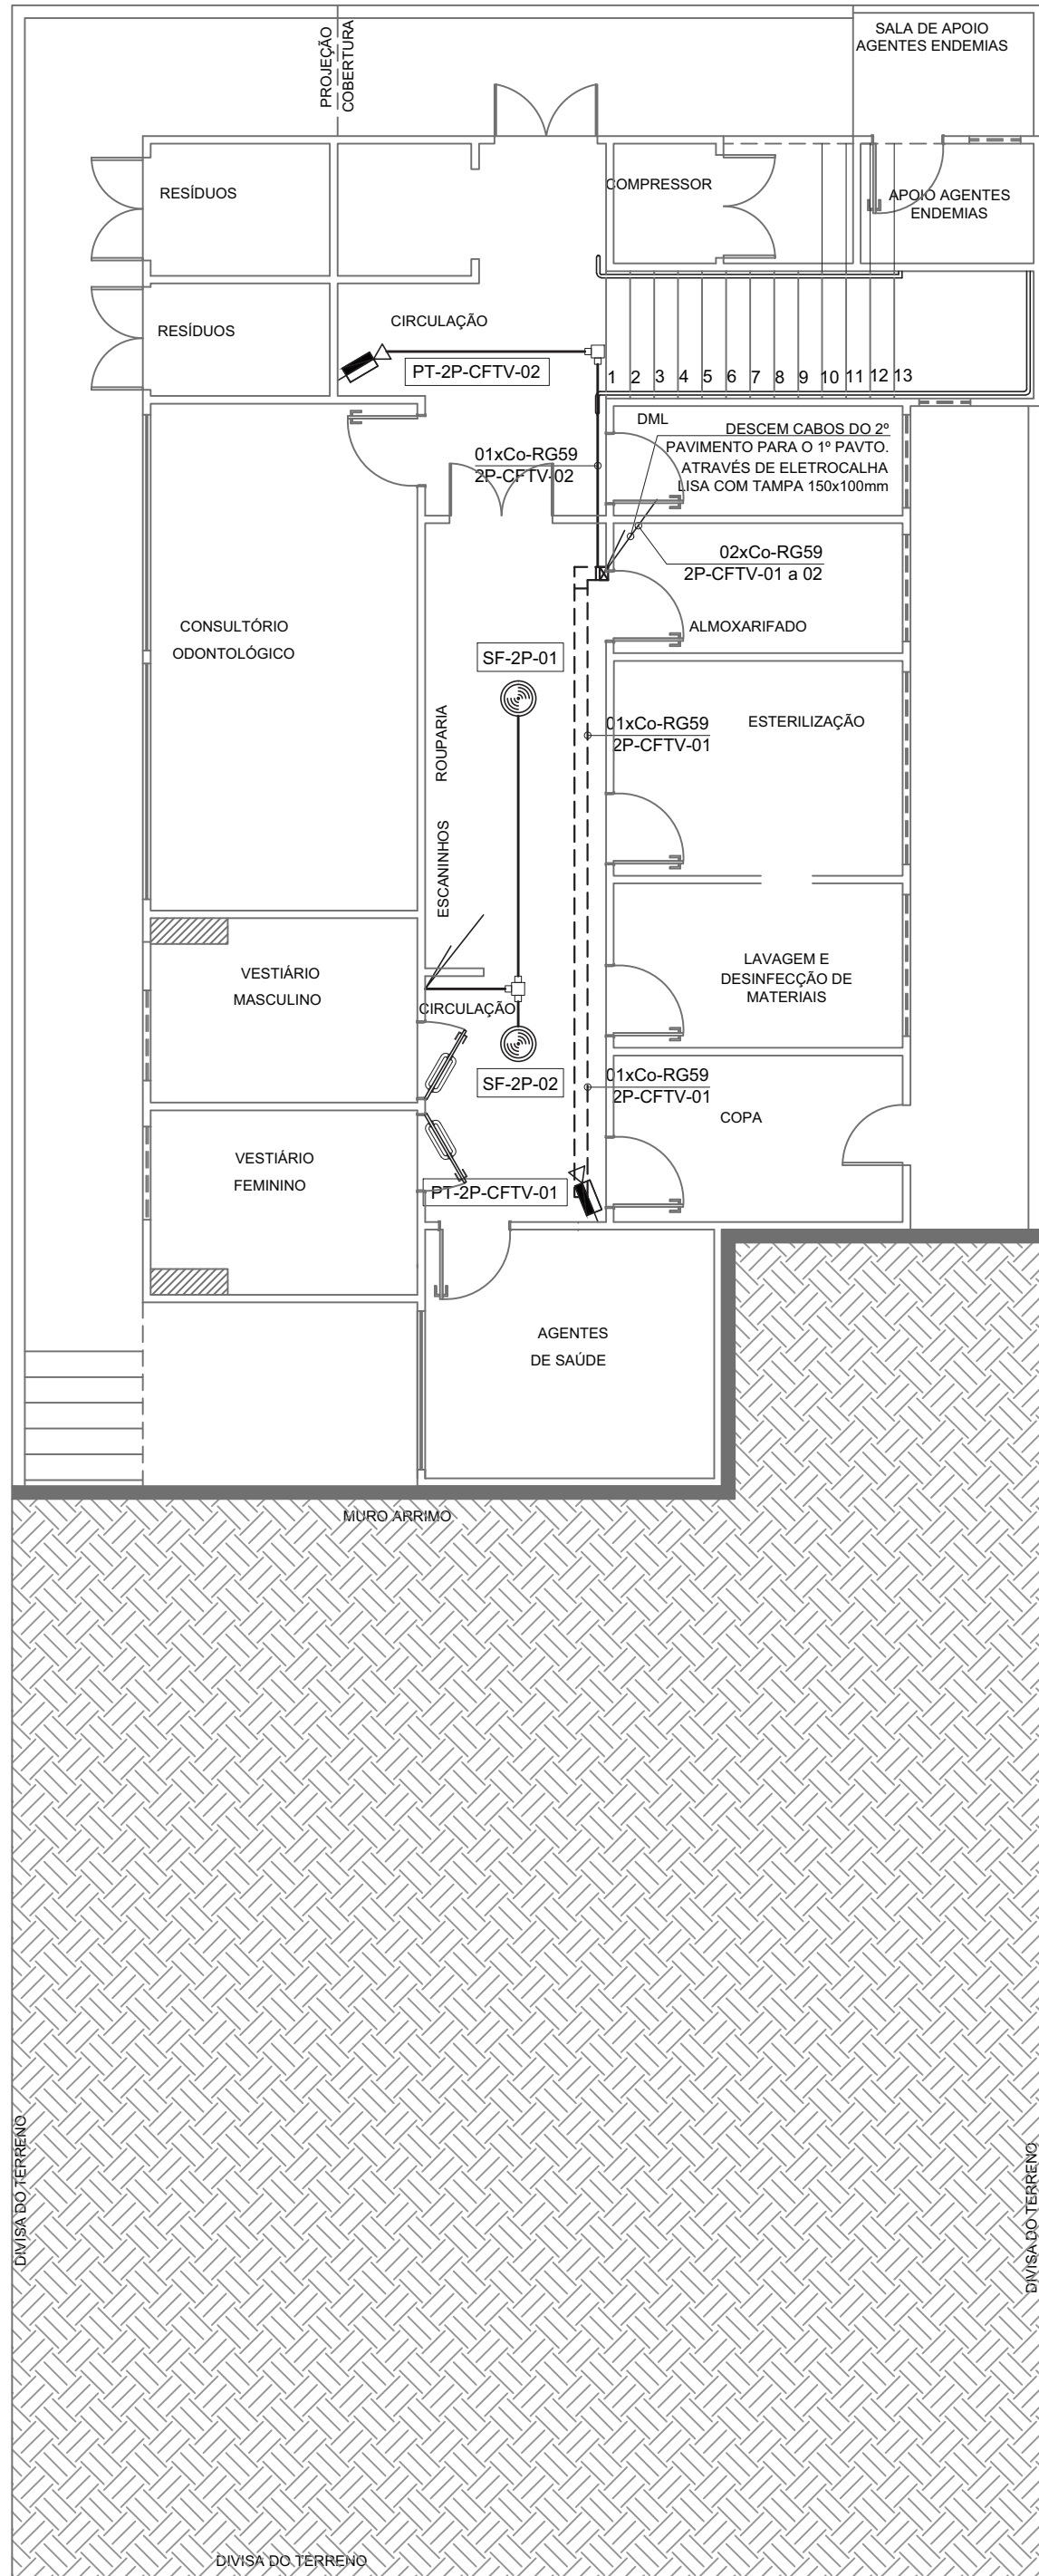 PROJEÇÃO
COBERTURA
SALA DE APOIO
AGENTES ENDEMIAS
RESÍDUOS
COMPRESSOR
APOIO AGENTES
ENDEMIAS
RESÍDUOS
CIRCULAÇÃO
PT-2P-CFTV-02
1 2 3 4 5 6 7 8 9 10 11 12 13
DML
DESCEM CABOS DO 2º
PAVIMENTO PARA O 1º PAVTO.
ATRAVÉS DE ELETROCALHA
LISA COM TAMPA 150x100mm
01xCo-RG59
2P-CFTV-02
02xCo-RG59
2P-CFTV-01 a 02
CONSULTÓRIO
ODONTOLÓGICO
ALMOXARIFADO
SF-2P-01
ROUPARIA
01xCo-RG59
2P-CFTV-01
ESTERILIZAÇÃO
ESCANINHOS
VESTIÁRIO
MASCULINO
LAVAGEM E
DESINFECÇÃO DE
MATERIAIS
CIRCULAÇÃO
SF-2P-02
01xCo-RG59
2P-CFTV-01
COPA
VESTIÁRIO
FEMININO
PT-2P-CFTV-01
AGENTES
DE SAÚDE
MURO ARRIMO
DIVISA DO TERRENO
DIVISA DO TERRENO
DIVISA DO TERRENO